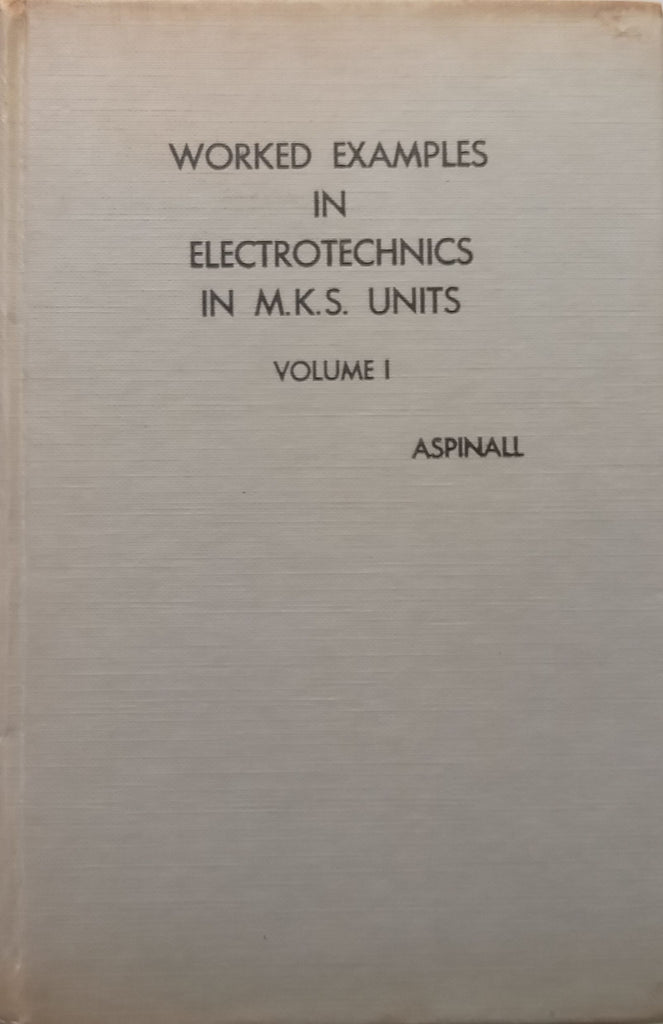 WORKED EXAMPLES
IN
ELECTROTECHNICS
IN M.K.S. UNITS
VOLUME I
ASPINALL